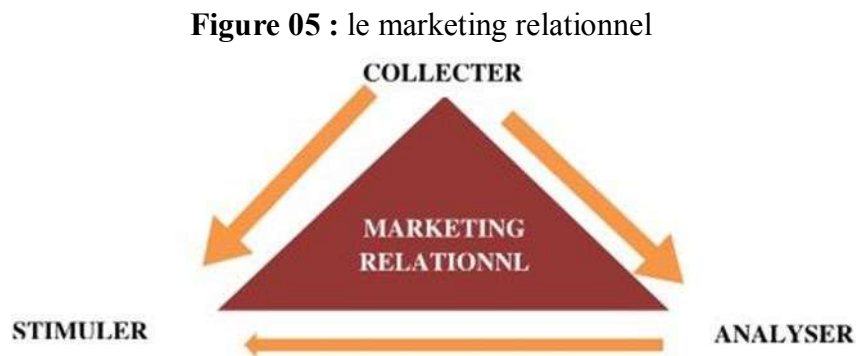 Figure 05 : le marketing relationnel
COLLECTER
MARKETING
RELATIONNL
STIMULER
ANALYSER